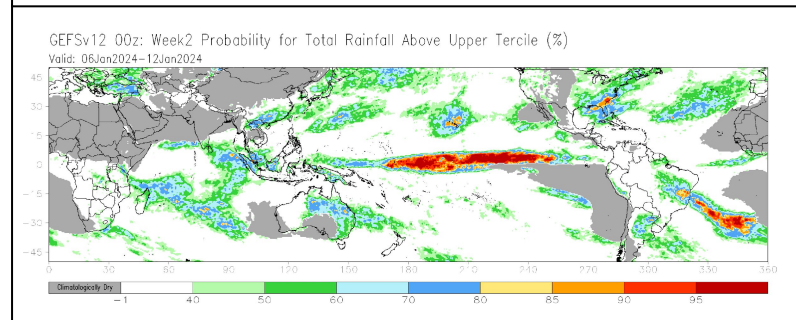 GEFSv12 00z: Week2 Probability for Total Rainfall Above Upper Tercile (%)
Valid: 06Jan2024-12Jan2024
45
30
15
0
-15
-30
-45
0 30 60 90 120 150 180 210 240 270 300 330 360
Climatologically Dry
-1 40 50 60 70 80 85 90 95